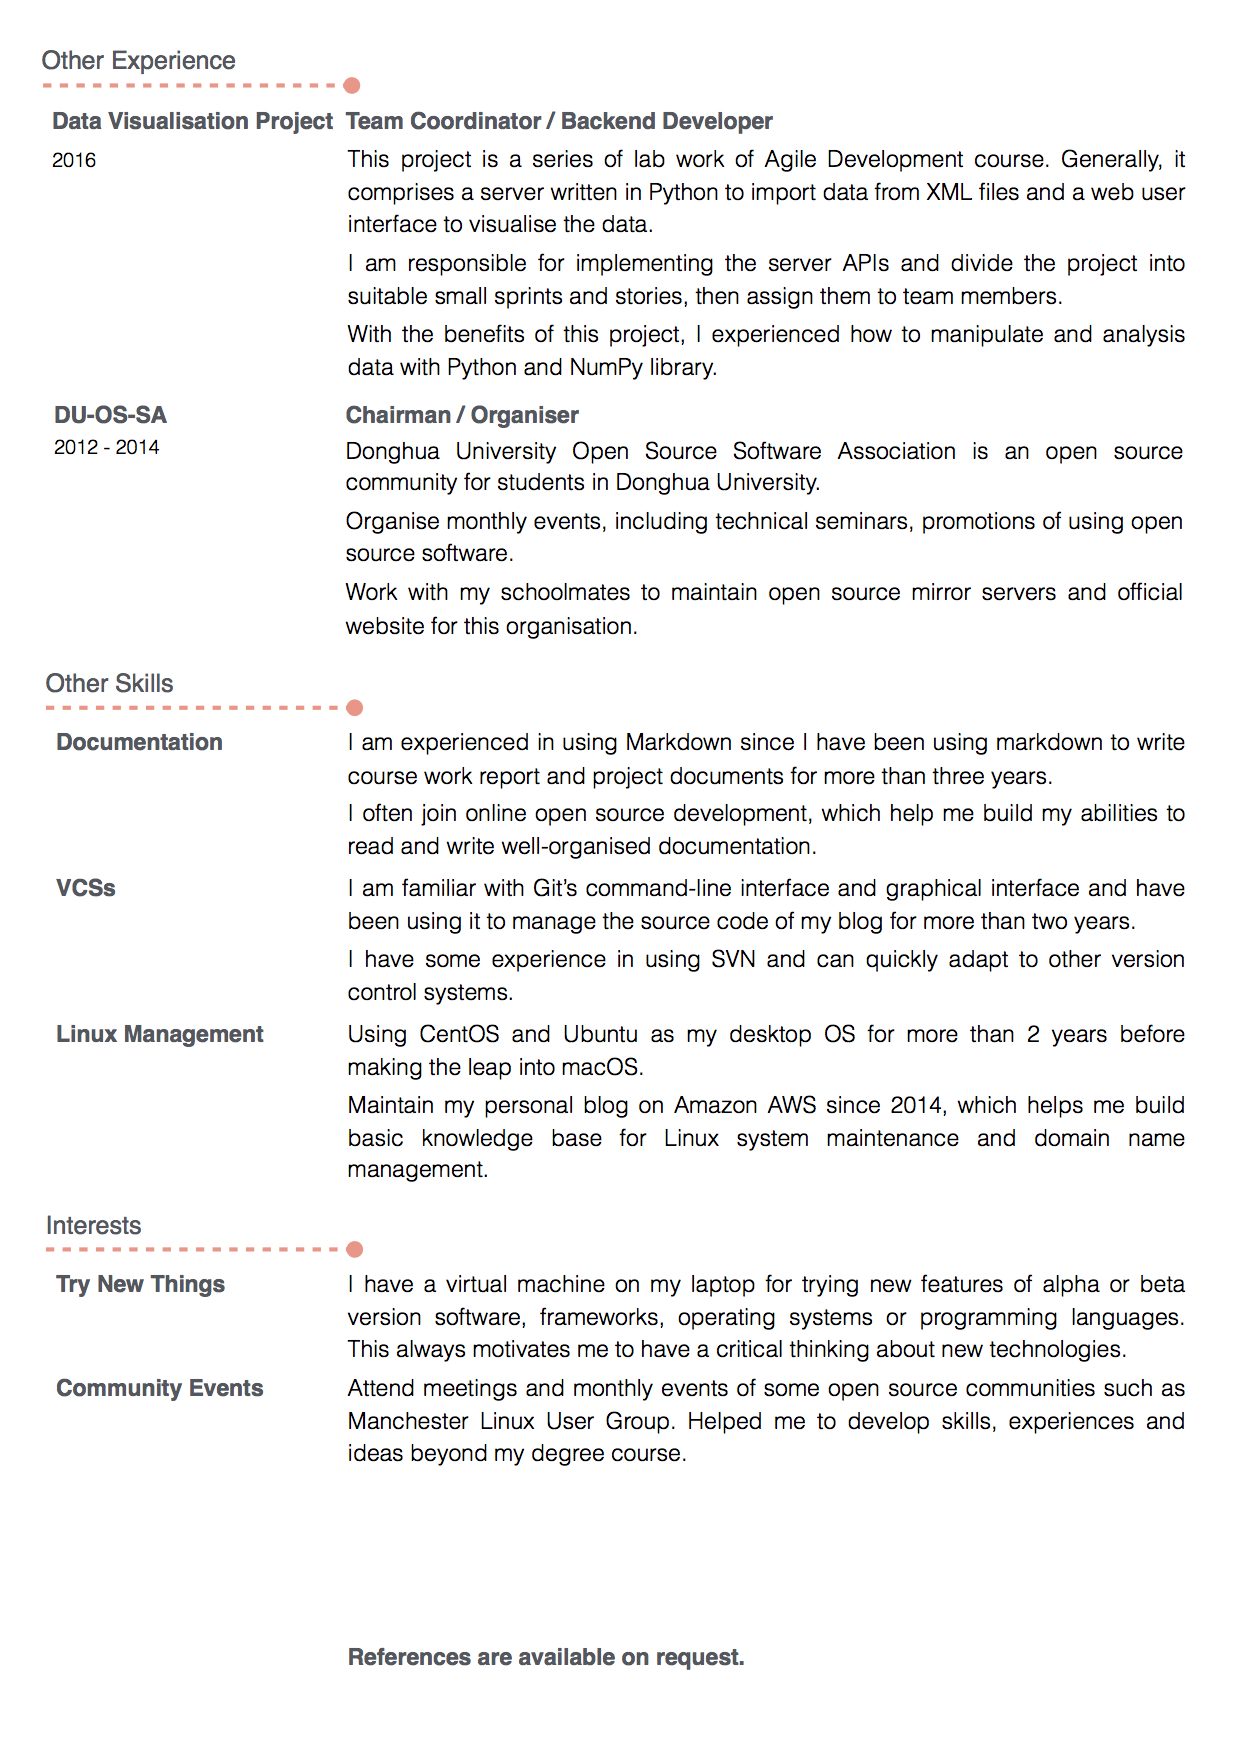 Other Experience
Data Visualisation Project Team Coordinator / Backend Developer
2016 This project is a series of lab work of Agile Development course. Generally, it
comprises a server written in Python to import data from XML files and a web user
interface to visualise the data.
I am responsible for implementing the server APIs and divide the project into
suitable small sprints and stories, then assign them to team members.
With the benefits of this project, I experienced how to manipulate and analysis
data with Python and NumPy library.
DU-OS-SA Chairman / Organiser
2012 - 2014 Donghua University Open Source Software Association is an open source
community for students in Donghua University.
Organise monthly events, including technical seminars, promotions of using open
source software.
Work with my schoolmates to maintain open source mirror servers and official
website for this organisation.
Other Skills
Documentation I am experienced in using Markdown since I have been using markdown to write
course work report and project documents for more than three years.
I often join online open source development, which help me build my abilities to
read and write well-organised documentation.
VCSs I am familiar with Git’s command-line interface and graphical interface and have
been using it to manage the source code of my blog for more than two years.
I have some experience in using SVN and can quickly adapt to other version
control systems.
Linux Management Using CentOS and Ubuntu as my desktop OS for more than 2 years before
making the leap into macOS.
Maintain my personal blog on Amazon AWS since 2014, which helps me build
basic knowledge base for Linux system maintenance and domain name
management.
Interests
Try New Things I have a virtual machine on my laptop for trying new features of alpha or beta
version software, frameworks, operating systems or programming languages.
This always motivates me to have a critical thinking about new technologies.
Community Events Attend meetings and monthly events of some open source communities such as
Manchester Linux User Group. Helped me to develop skills, experiences and
ideas beyond my degree course.
References are available on request.